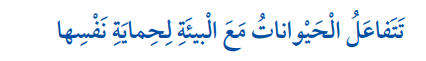 تَتَفاعَلُ الْحَيْواناتُ مَعَ الْبيئَةِ لِحِمايَةِ نَفْسِها